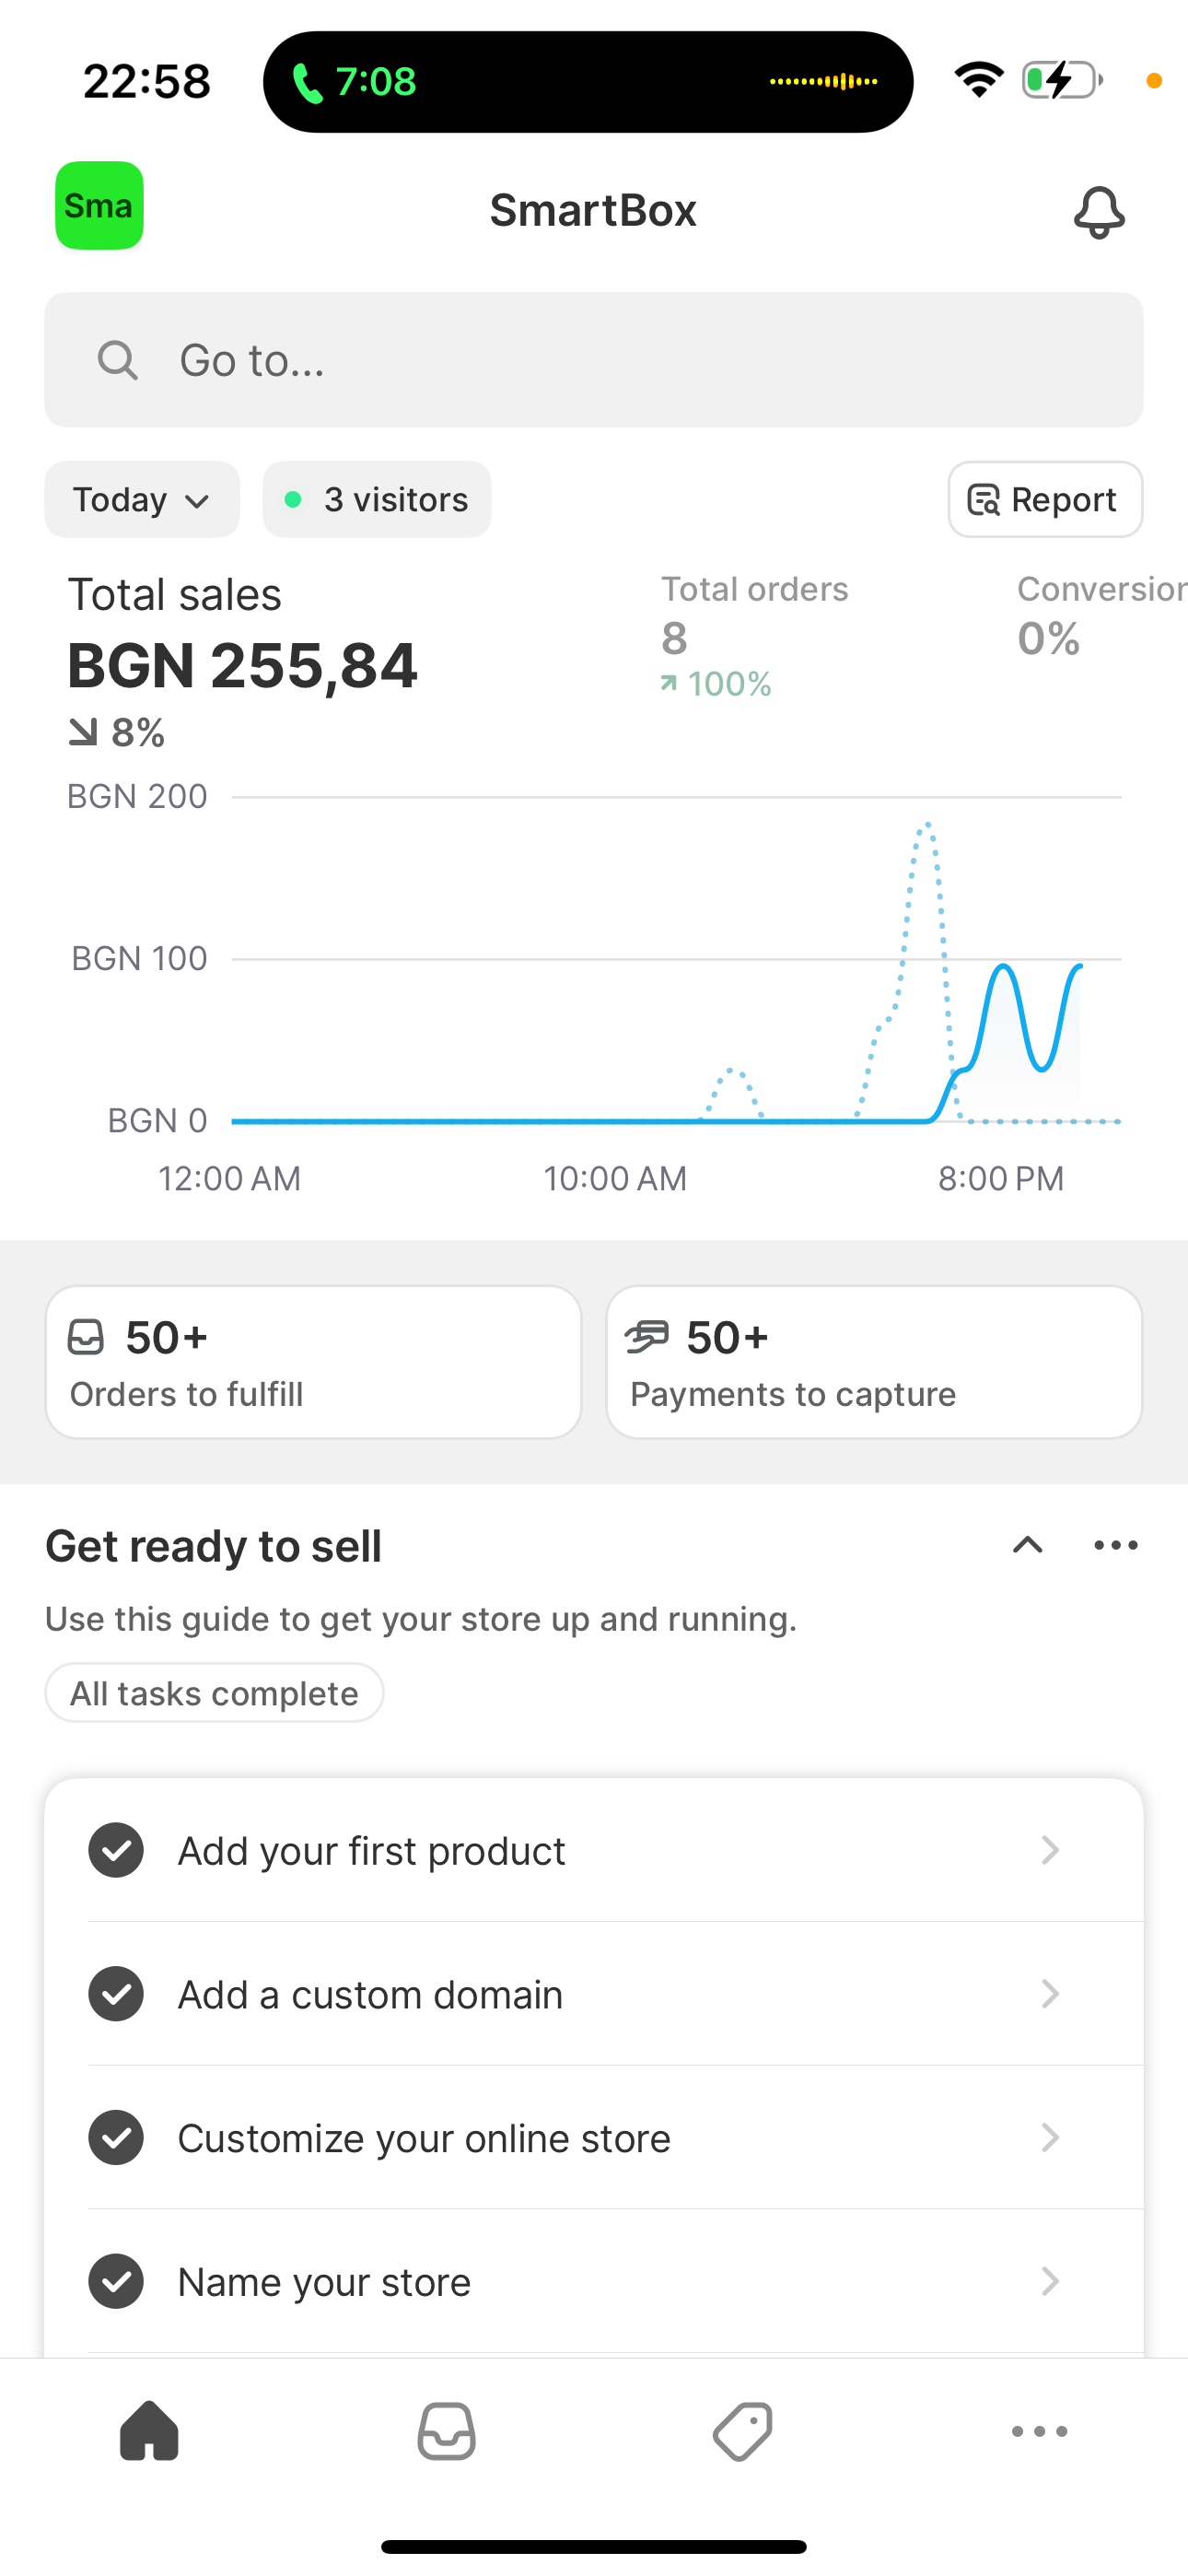 22:58
7:08
Sma
SmartBox
Go to...
Today
3 visitors
Report
Total sales
BGN 255,84
8%
Total orders
8
100%
Conversion
0%
BGN 200
BGN 100
BGN 0
12:00 AM
10:00 AM
8:00 PM
50+
Orders to fulfill
50+
Payments to capture
Get ready to sell
Use this guide to get your store up and running.
All tasks complete
Add your first product
Add a custom domain
Customize your online store
Name your store